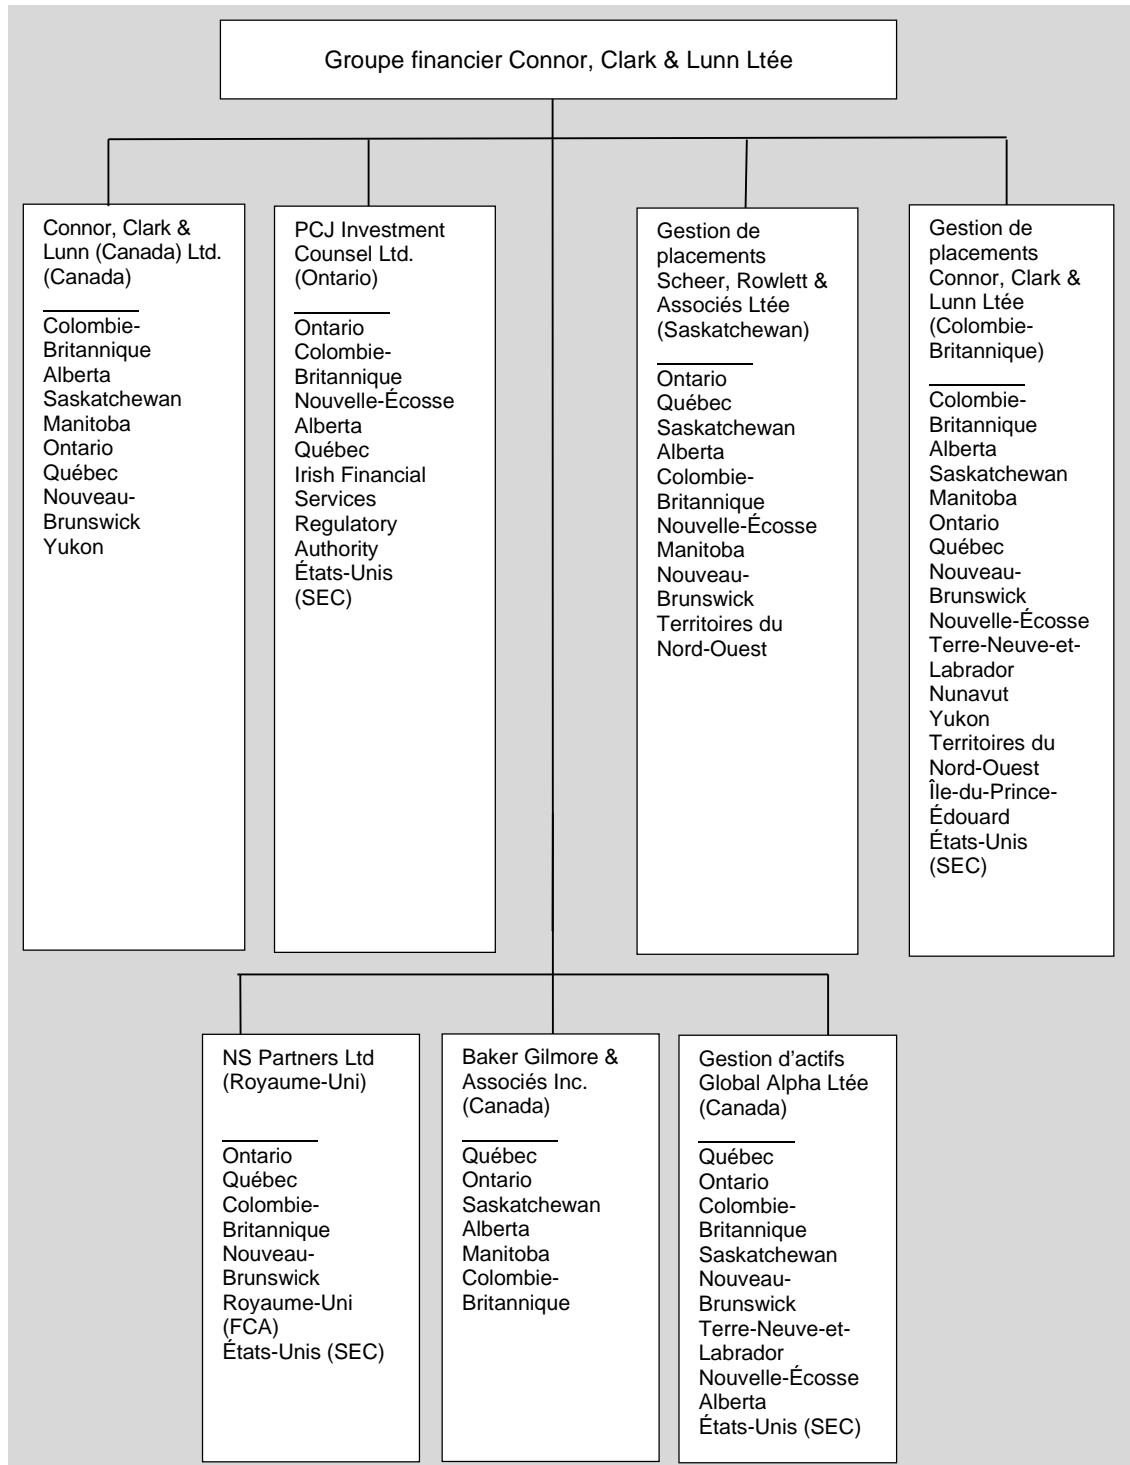 Groupe financier Connor, Clark & Lunn Ltée
Connor, Clark &
Lunn (Canada) Ltd.
(Canada)
Colombie-
Britannique
Alberta
Saskatchewan
Manitoba
Ontario
Québec
Nouveau-
Brunswick
Yukon
PCJ Investment
Counsel Ltd.
(Ontario)
Ontario
Colombie-
Britannique
Nouvelle-Écosse
Alberta
Québec
Irish Financial
Services
Regulatory
Authority
États-Unis
(SEC)
Gestion de
placements
Scheer, Rowlett &
Associés Ltée
(Saskatchewan)
Ontario
Québec
Saskatchewan
Alberta
Colombie-
Britannique
Nouvelle-Écosse
Manitoba
Nouveau-
Brunswick
Territoires du
Nord-Ouest
Gestion de
placements
Connor, Clark &
Lunn Ltée
(Colombie-
Britannique)
Colombie-
Britannique
Alberta
Saskatchewan
Manitoba
Ontario
Québec
Nouveau-
Brunswick
Nouvelle-Écosse
Terre-Neuve-et-
Labrador
Nunavut
Yukon
Territoires du
Nord-Ouest
Île-du-Prince-
Édouard
États-Unis
(SEC)
NS Partners Ltd
(Royaume-Uni)
Ontario
Québec
Colombie-
Britannique
Nouveau-
Brunswick
Royaume-Uni
(FCA)
États-Unis (SEC)
Baker Gilmore &
Associés Inc.
(Canada)
Québec
Ontario
Saskatchewan
Alberta
Manitoba
Colombie-
Britannique
Gestion d'actifs
Global Alpha Ltée
(Canada)
Québec
Ontario
Colombie-
Britannique
Saskatchewan
Nouveau-
Brunswick
Terre-Neuve-et-
Labrador
Nouvelle-Écosse
Alberta
États-Unis (SEC)